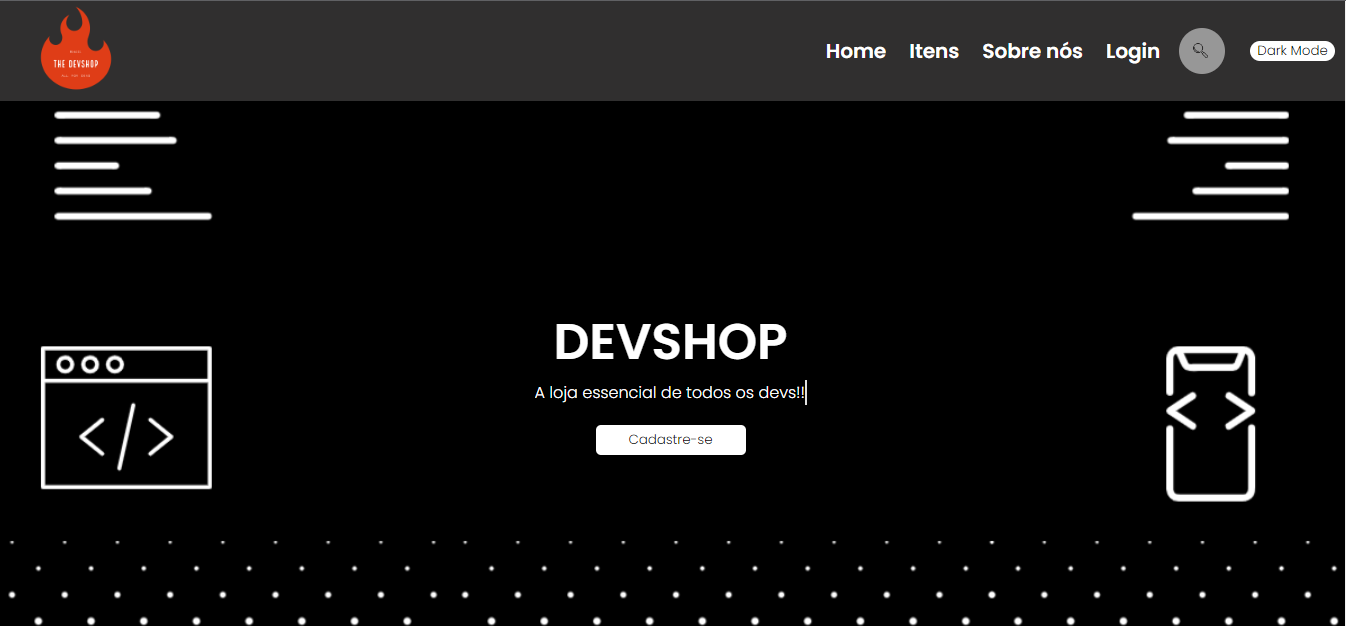 THE DEVSHOP
Home Itens Sobre nós Login Dark Mode
DEVSHOP
A loja essencial de todos os devs!!
Cadastre-se